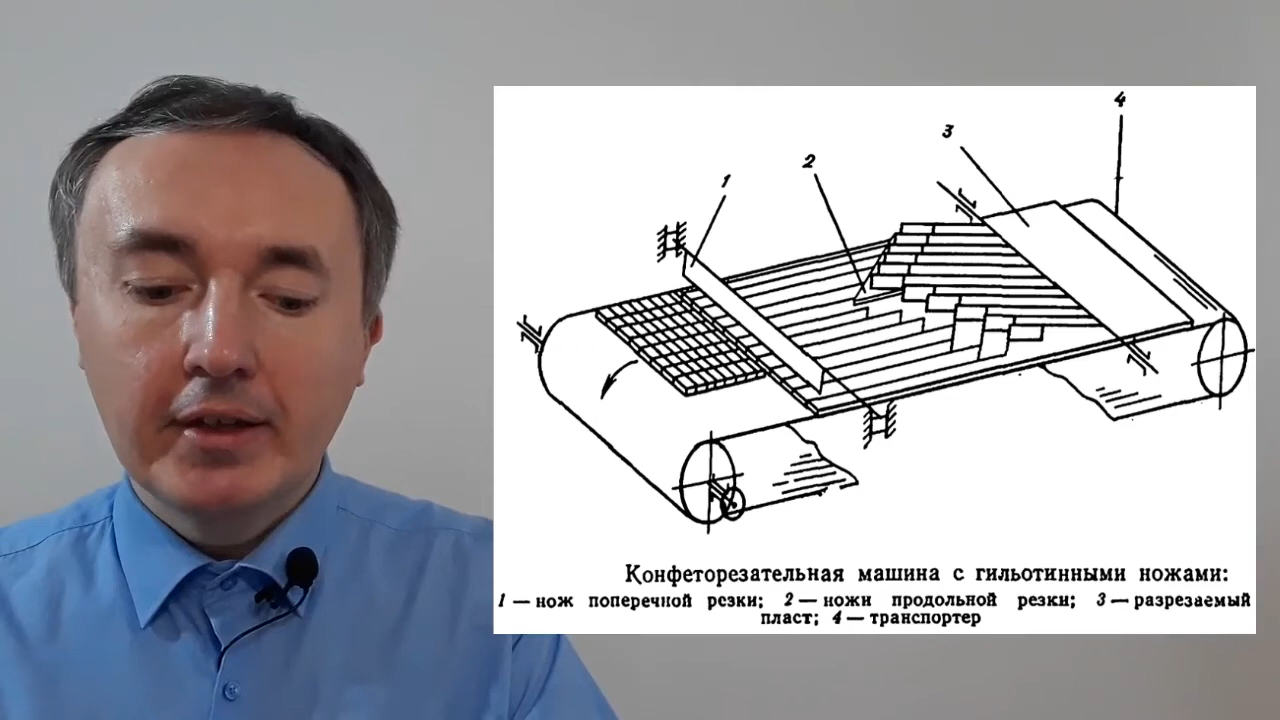 4
3
2
1
Конфеторезательная машина с гильотинными ножами:
1 — нож поперечной резки; 2 — ножи продольной резки; 3 — разрезаемый
пласт; 4 — транспортер